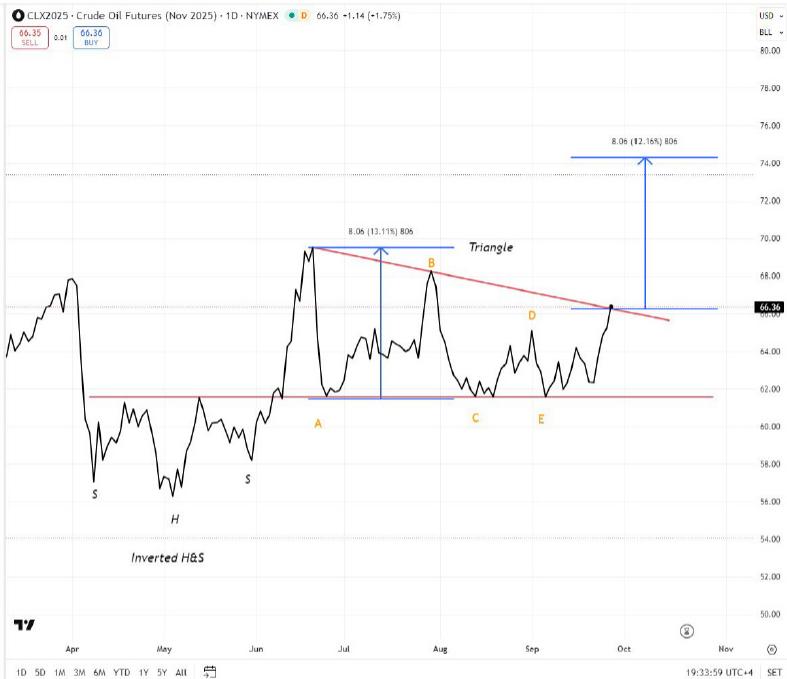 CLX2025 · Crude Oil Futures (Nov 2025) · 1D · NYMEX D 66.36 +1.14 (+1.75%)
USD
66.35 0.01 66.36
SELL BUY
BLL
80.00
78.00
76.00
8.06 (12.16%) 806
74.00
72.00
8.06 (13.11%) 806
70.00
Triangle
B
68.00
66.36
66.00
D
64.00
62.00
A C E
60.00
S
58.00
S
56.00
H
54.00
Inverted H&S
52.00
50.00
Apr May Jun Jul Aug Sep Oct Nov
1D 5D 1M 3M 6M YTD 1Y 5Y All 19:33:59 UTC+4 SET